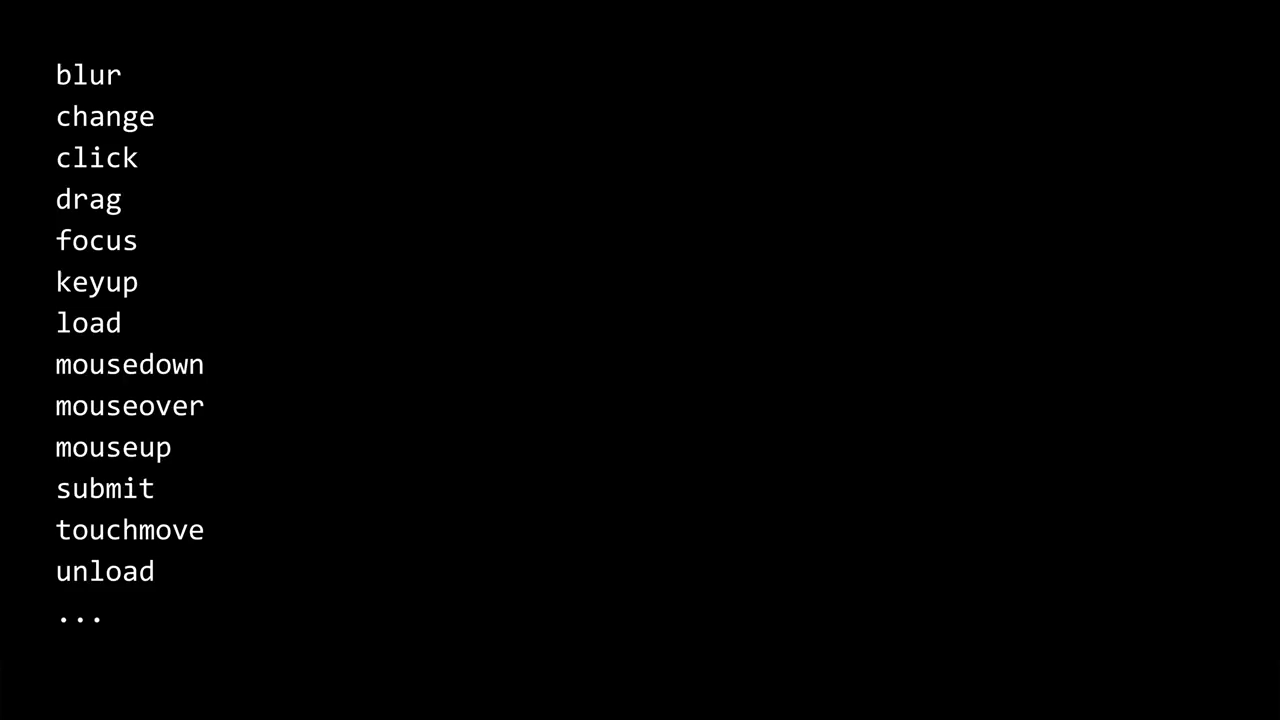 blur
change
click
drag
focus
keyup
load
mousedown
mouseover
mouseup
submit
touchmove
unload
...